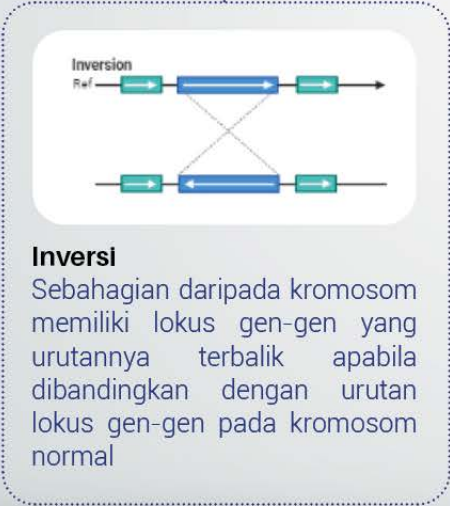 Inversion
Ref
Inversi
Sebahagian daripada kromosom
memiliki lokus gen-gen yang
urutannya terbalik apabila
dibandingkan dengan urutan
lokus gen-gen pada kromosom
normal